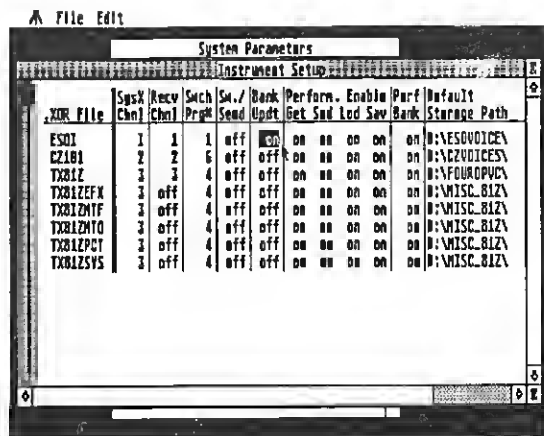 File Edit
System Parameters
Instrument Setup
.XOR File SysX Chnl Recv Chnl Swch Prg# Sw./ Send Bank Updt Perform. Enable Get Snd Lod Sav Perf Bank Default Storage Path
ESQ1 1 1 1 off on on on on on on D:\ESQVOICE\
CZ101 2 2 6 off off on on on on on D:\CZVOICES\
TX81Z 3 3 4 off off on on on on on D:\FOUROPVC\
TX81ZEFX 3 off 4 off off on on on on on D:\MISC_81Z\
TX81ZMTF 3 off 4 off off on on on on on D:\MISC_81Z\
TX81ZMTO 3 off 4 off off on on on on on D:\MISC_81Z\
TX81ZPCT 3 off 4 off off on on on on on D:\MISC_81Z\
TX81ZSYS 3 off 4 off off on on on on on D:\MISC_81Z\